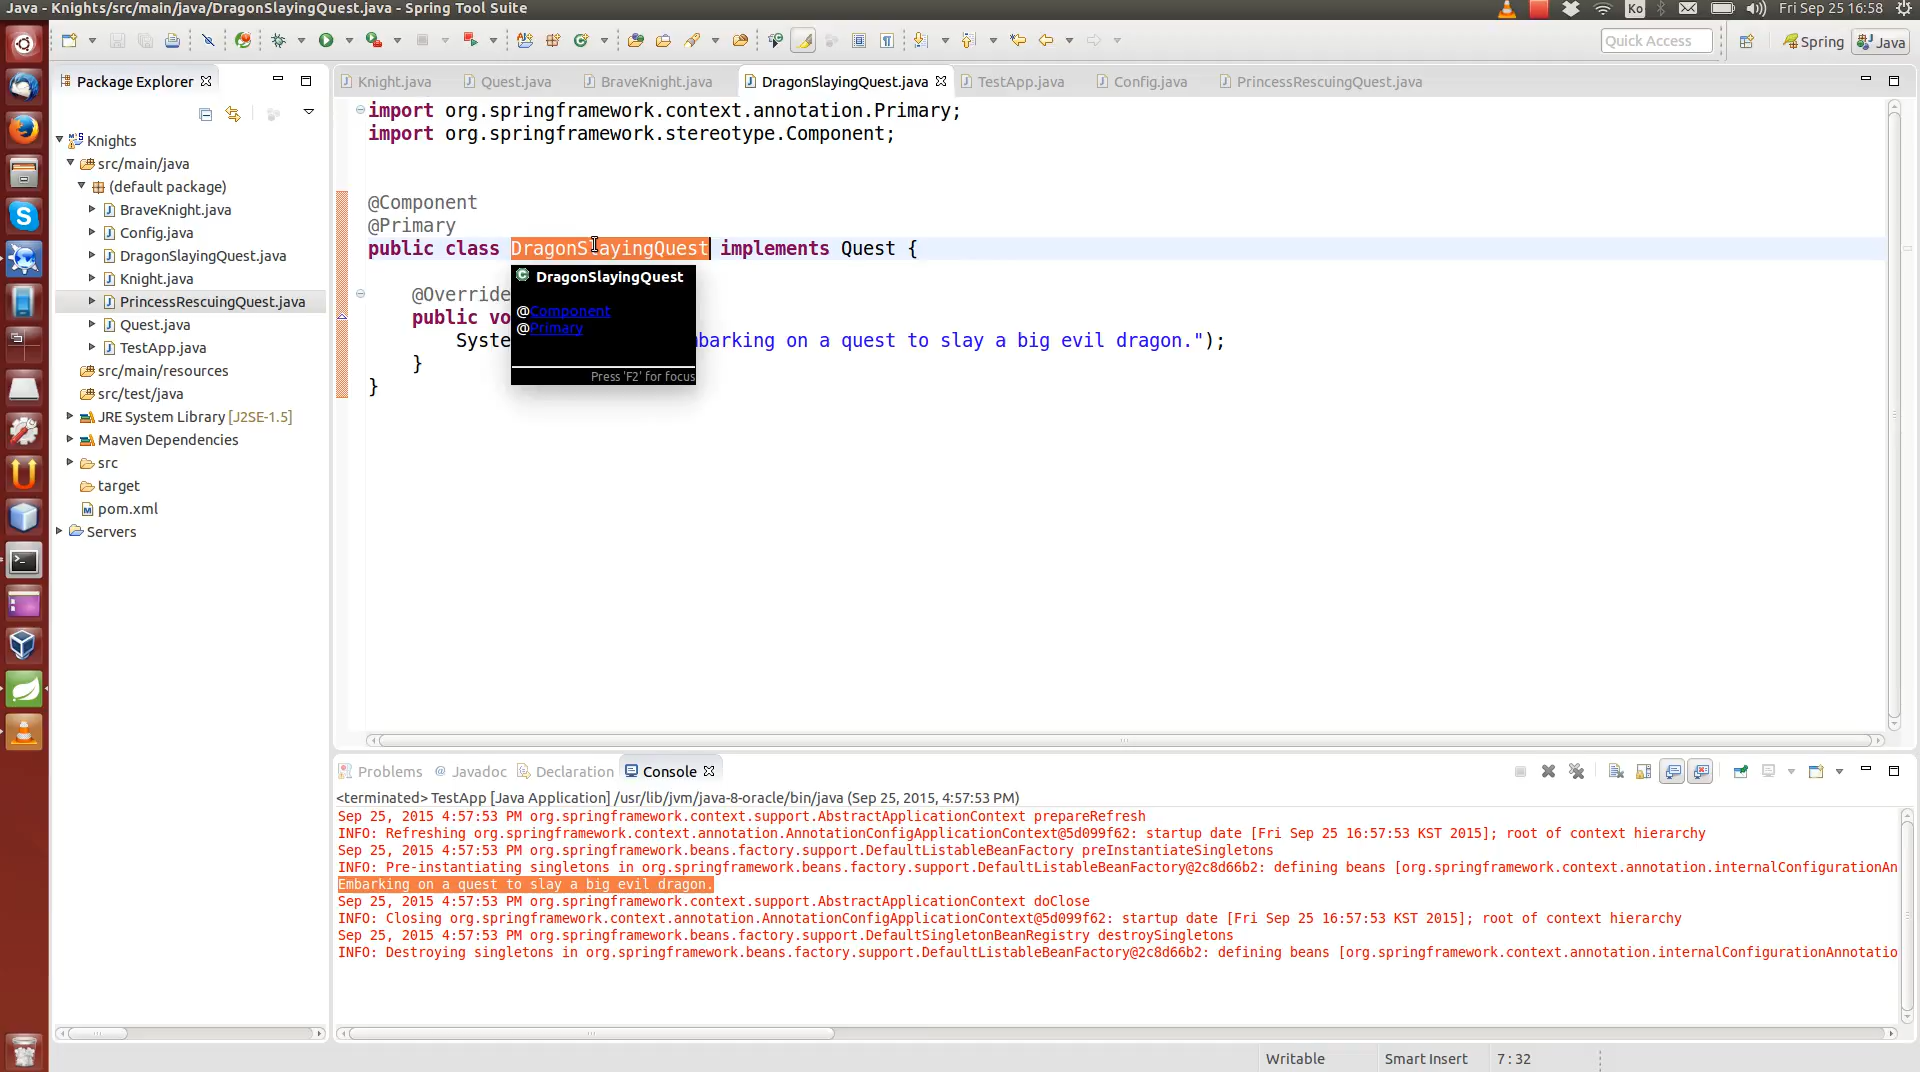 Java - Knights/src/main/java/DragonSlayingQuest.java - Spring Tool Suite
Ko
Fri Sep 25 16:58
Quick Access
Spring
Java
Package Explorer
Knight.java
Quest.java
BraveKnight.java
DragonSlayingQuest.java
TestApp.java
Config.java
PrincessRescuingQuest.java
Knights
src/main/java
(default package)
BraveKnight.java
Config.java
DragonSlayingQuest.java
Knight.java
PrincessRescuingQuest.java
Quest.java
TestApp.java
src/main/resources
src/test/java
JRE System Library [J2SE-1.5]
Maven Dependencies
src
target
pom.xml
Servers
import org.springframework.context.annotation.Primary;
import org.springframework.stereotype.Component;
@Component
@Primary
public class DragonSlayingQuest implements Quest {
@Override
public vo
Syste
mbarking on a quest to slay a big evil dragon.");
}
}
DragonSlayingQuest
@Component
@Primary
Press 'F2' for focus
Problems
@ Javadoc
Declaration
Console
<terminated> TestApp [Java Application] /usr/lib/jvm/java-8-oracle/bin/java (Sep 25, 2015, 4:57:53 PM)
Sep 25, 2015 4:57:53 PM org.springframework.context.support.AbstractApplicationContext prepareRefresh
INFO: Refreshing org.springframework.context.annotation.AnnotationConfigApplicationContext@5d099f62: startup date [Fri Sep 25 16:57:53 KST 2015]; root of context hierarchy
Sep 25, 2015 4:57:53 PM org.springframework.beans.factory.support.DefaultListableBeanFactory preInstantiateSingletons
INFO: Pre-instantiating singletons in org.springframework.beans.factory.support.DefaultListableBeanFactory@2c8d66b2: defining beans [org.springframework.context.annotation.internalConfigurationAn
Embarking on a quest to slay a big evil dragon.
Sep 25, 2015 4:57:53 PM org.springframework.context.support.AbstractApplicationContext doClose
INFO: Closing org.springframework.context.annotation.AnnotationConfigApplicationContext@5d099f62: startup date [Fri Sep 25 16:57:53 KST 2015]; root of context hierarchy
Sep 25, 2015 4:57:53 PM org.springframework.beans.factory.support.DefaultSingletonBeanRegistry destroySingletons
INFO: Destroying singletons in org.springframework.beans.factory.support.DefaultListableBeanFactory@2c8d66b2: defining beans [org.springframework.context.annotation.internalConfigurationAnnotatio
Writable
Smart Insert
7 : 32